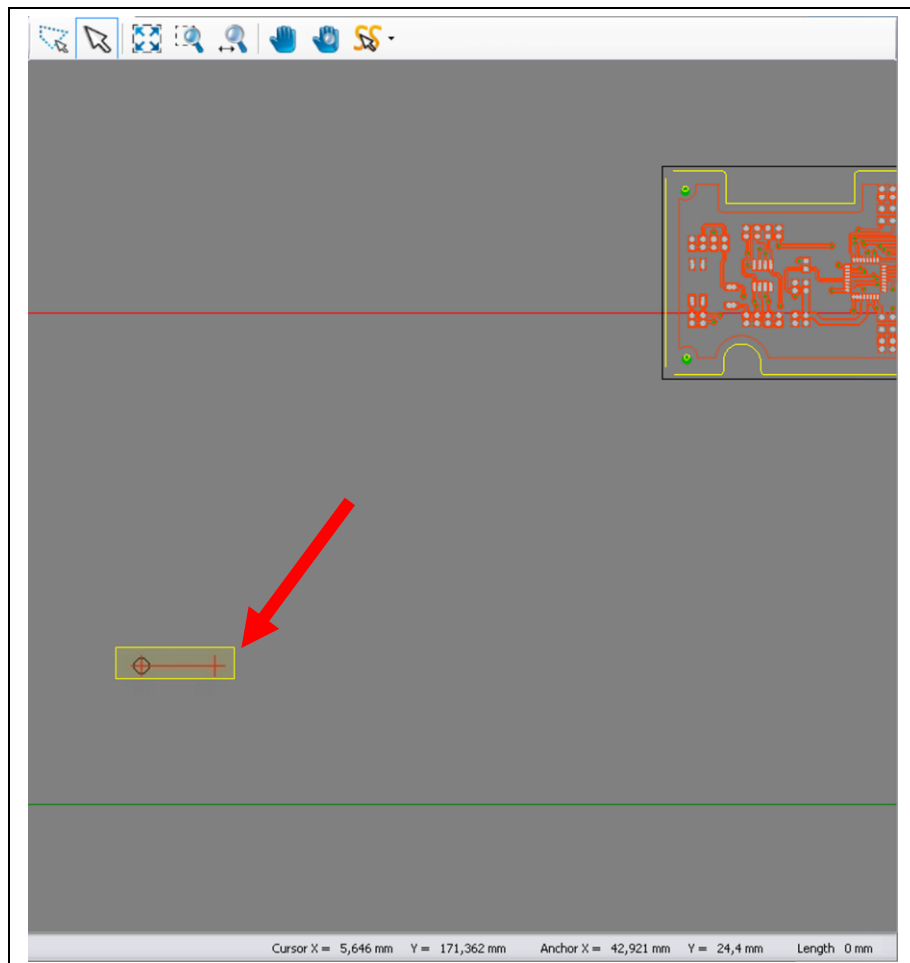 Cursor X = 5,646 mm Y = 171,362 mm Anchor X = 42,921 mm Y = 24,4 mm Length 0 mm